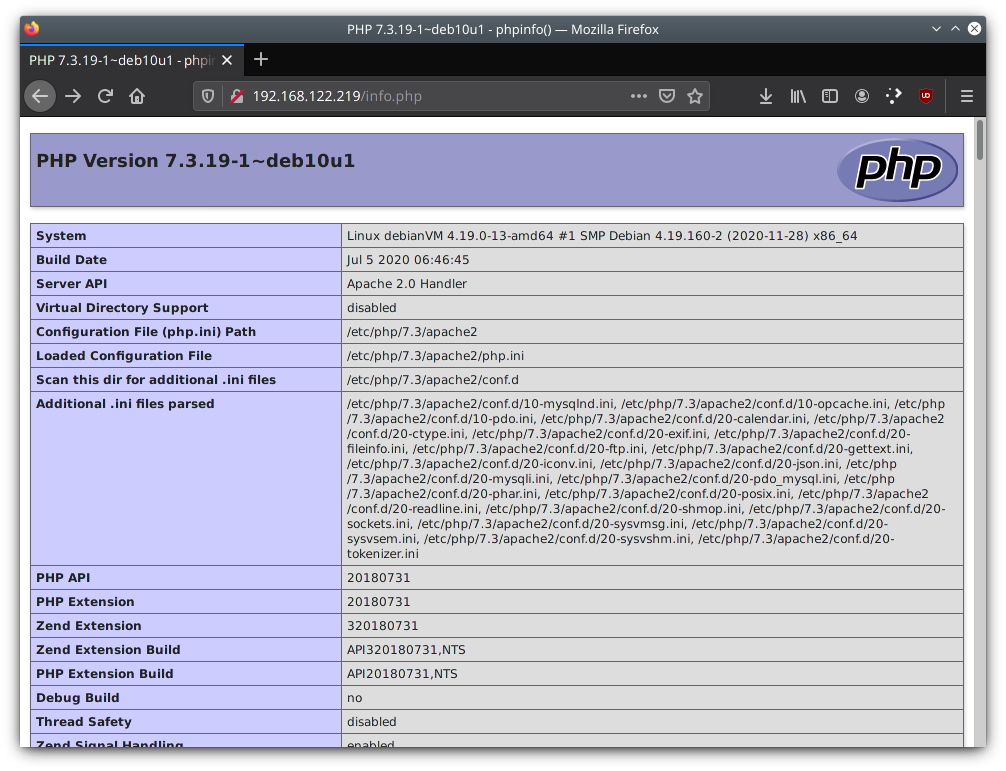 PHP 7.3.19-1~deb10u1 - phpinfo() — Mozilla Firefox
PHP 7.3.19-1~deb10u1 - phpin
192.168.122.219/info.php
UD
PHP Version 7.3.19-1~deb10u1
php
System Linux debianVM 4.19.0-13-amd64 #1 SMP Debian 4.19.160-2 (2020-11-28) x86_64
Build Date Jul 5 2020 06:46:45
Server API Apache 2.0 Handler
Virtual Directory Support disabled
Configuration File (php.ini) Path /etc/php/7.3/apache2
Loaded Configuration File /etc/php/7.3/apache2/php.ini
Scan this dir for additional .ini files /etc/php/7.3/apache2/conf.d
Additional .ini files parsed /etc/php/7.3/apache2/conf.d/10-mysqlnd.ini, /etc/php/7.3/apache2/conf.d/10-opcache.ini, /etc/php
/7.3/apache2/conf.d/10-pdo.ini, /etc/php/7.3/apache2/conf.d/20-calendar.ini, /etc/php/7.3/apache2
/conf.d/20-ctype.ini, /etc/php/7.3/apache2/conf.d/20-exif.ini, /etc/php/7.3/apache2/conf.d/20-
fileinfo.ini, /etc/php/7.3/apache2/conf.d/20-ftp.ini, /etc/php/7.3/apache2/conf.d/20-gettext.ini,
/etc/php/7.3/apache2/conf.d/20-iconv.ini, /etc/php/7.3/apache2/conf.d/20-json.ini, /etc/php
/7.3/apache2/conf.d/20-mysqli.ini, /etc/php/7.3/apache2/conf.d/20-pdo_mysql.ini, /etc/php
/7.3/apache2/conf.d/20-phar.ini, /etc/php/7.3/apache2/conf.d/20-posix.ini, /etc/php/7.3/apache2
/conf.d/20-readline.ini, /etc/php/7.3/apache2/conf.d/20-shmop.ini, /etc/php/7.3/apache2/conf.d/20-
sockets.ini, /etc/php/7.3/apache2/conf.d/20-sysvmsg.ini, /etc/php/7.3/apache2/conf.d/20-
sysvsem.ini, /etc/php/7.3/apache2/conf.d/20-sysvshm.ini, /etc/php/7.3/apache2/conf.d/20-
tokenizer.ini
PHP API 20180731
PHP Extension 20180731
Zend Extension 320180731
Zend Extension Build API320180731,NTS
PHP Extension Build API20180731,NTS
Debug Build no
Thread Safety disabled
Zend Signal Handling enabled